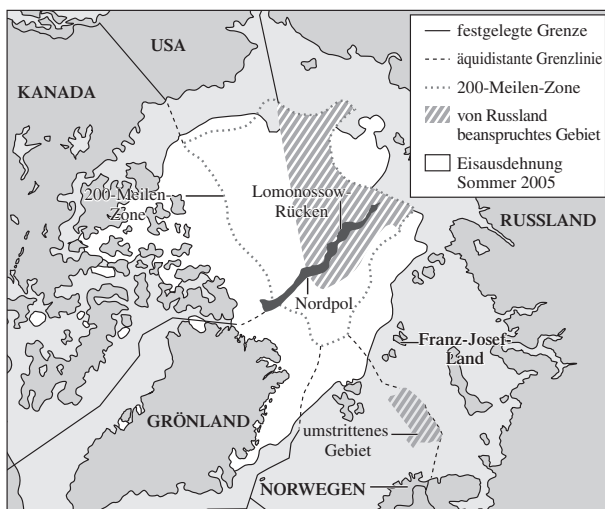 USA
KANADA
festgelegte Grenze
äquidistante Grenzlinie
200-Meilen-Zone
von Russland
beanspruchtes Gebiet
Eisausdehnung
Sommer 2005
200-Meilen-
Zone
Lomonossow-
Rücken
RUSSLAND
Nordpol
Franz-Josef-
Land
GRÖNLAND
umstrittenes
Gebiet
NORWEGEN